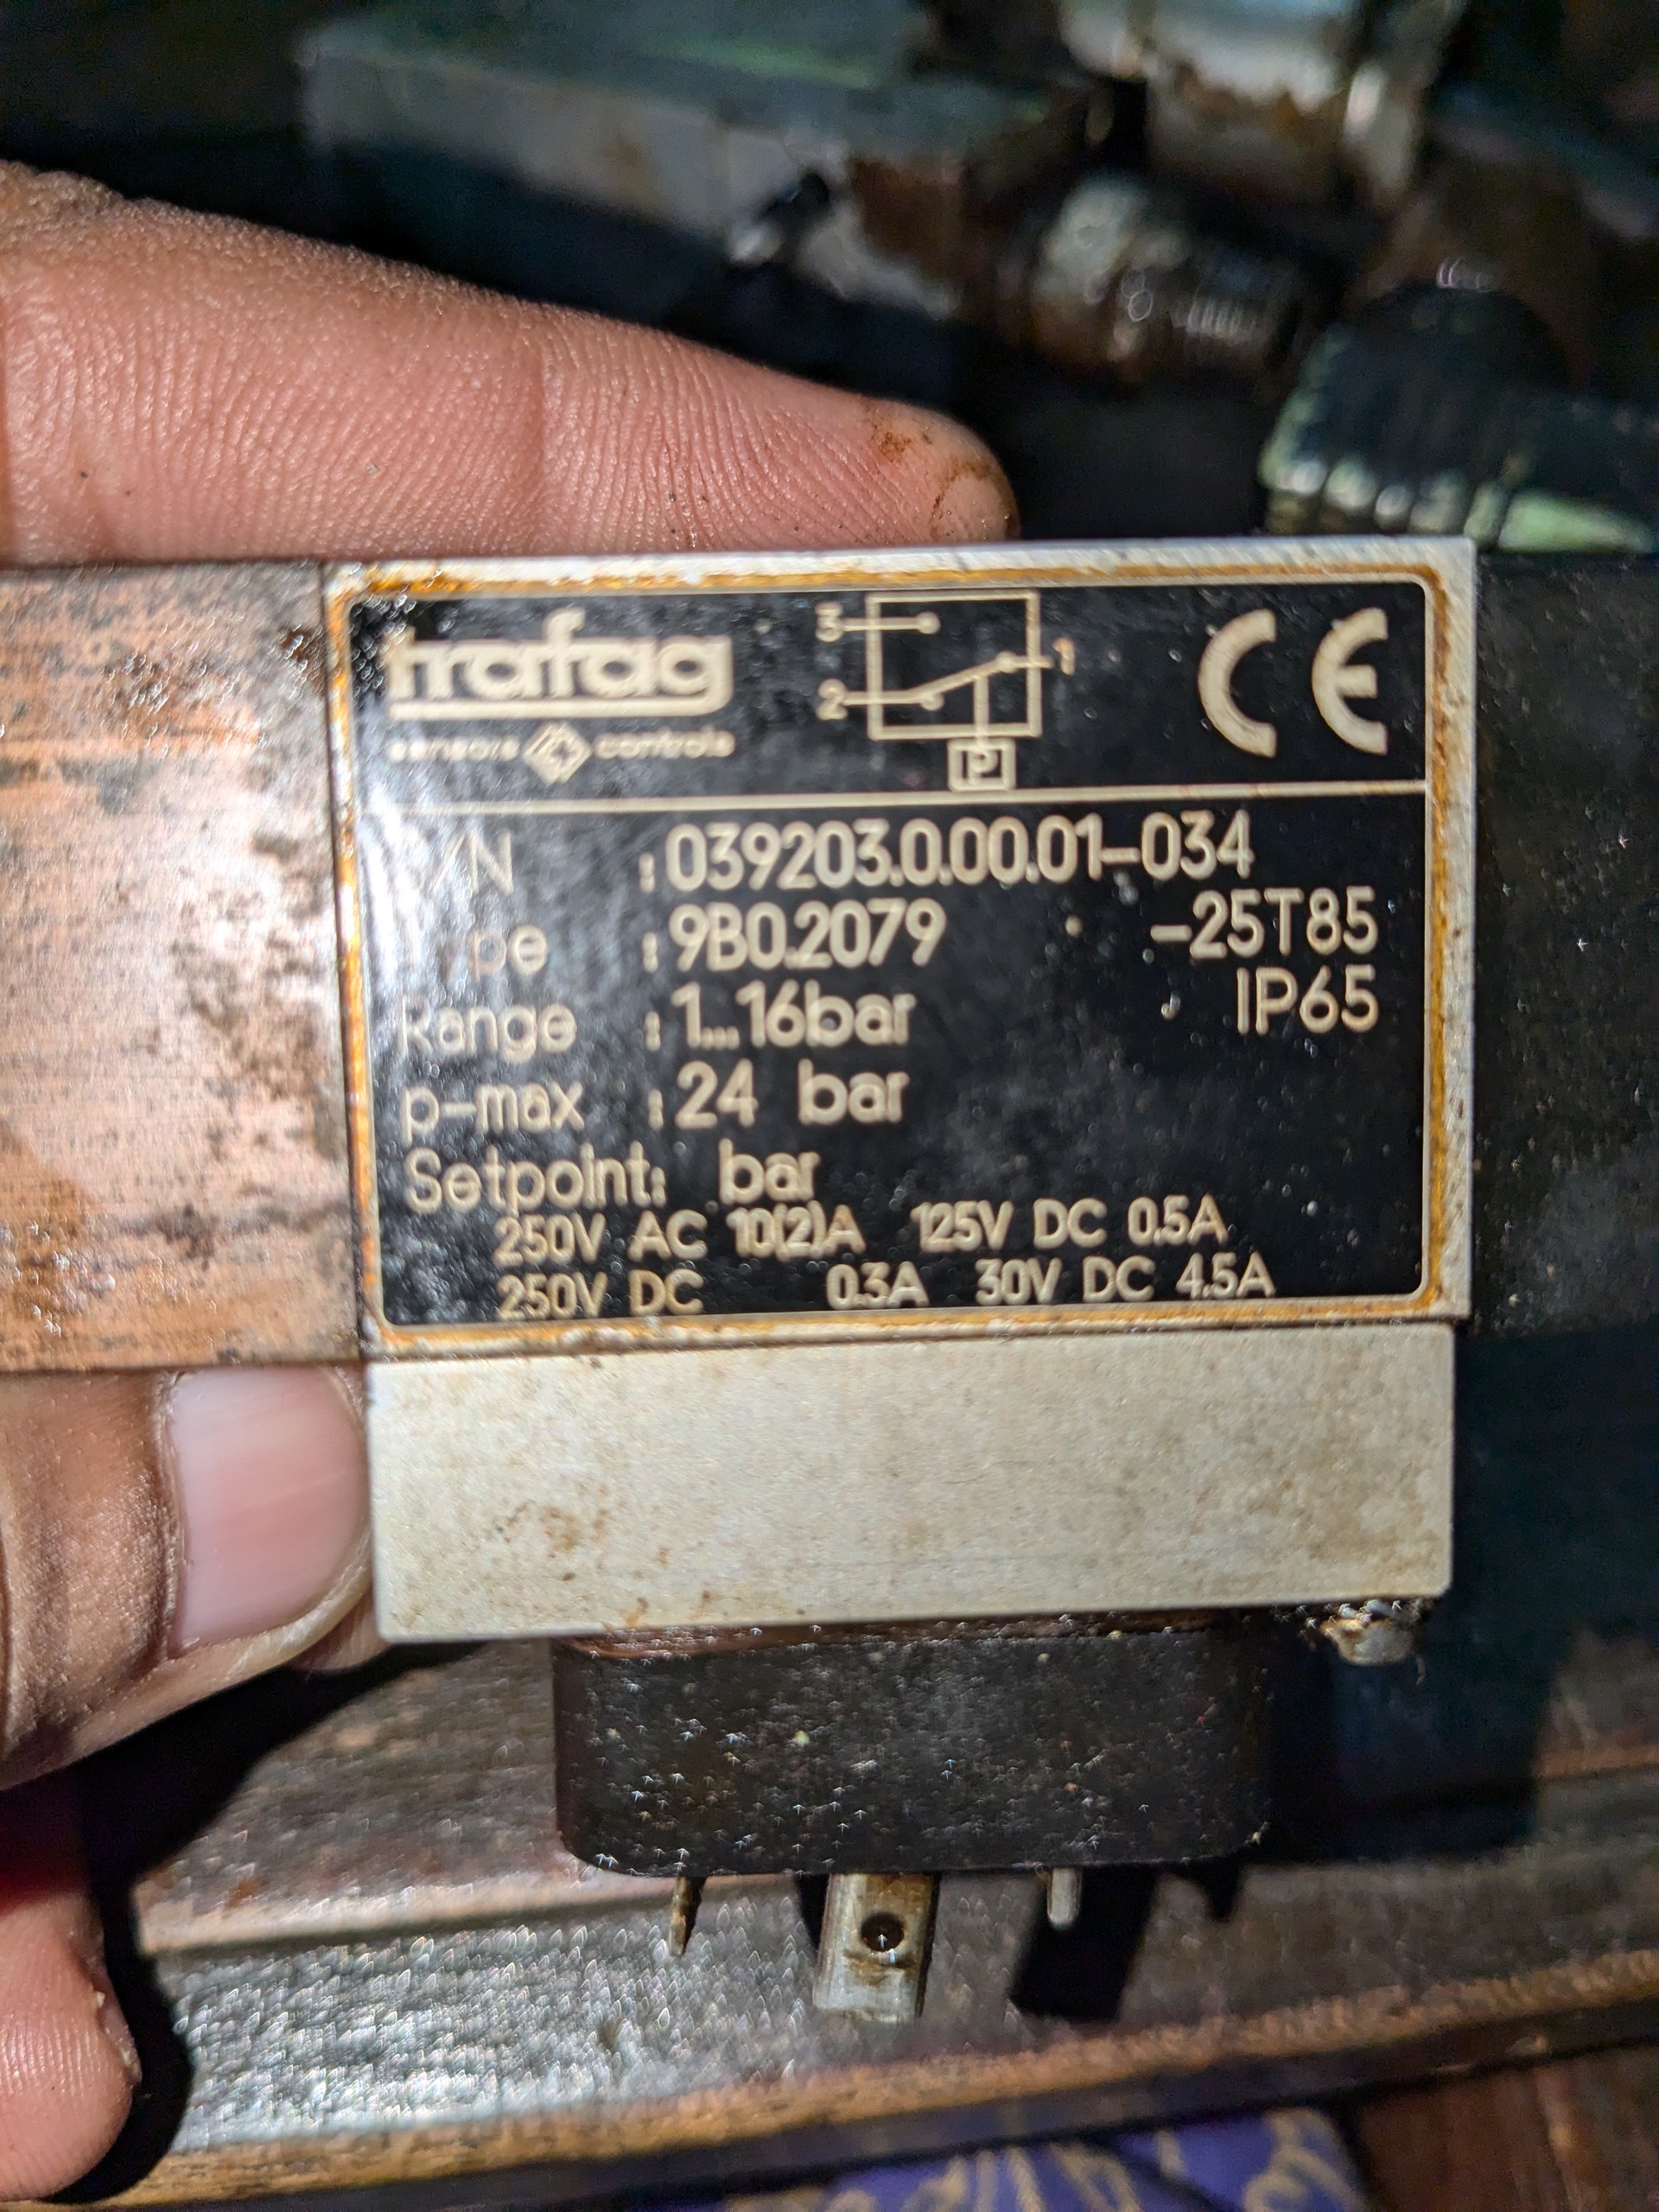 trafag
sensors controls
3
2
1
P
CE
/N : 039203.0.00.01-034
Type : 9B0.2079 -25T85
Range : 1...16bar IP65
p-max : 24 bar
Setpoint: bar
250V AC 10(2)A 125V DC 0.5A
250V DC 0.3A 30V DC 4.5A